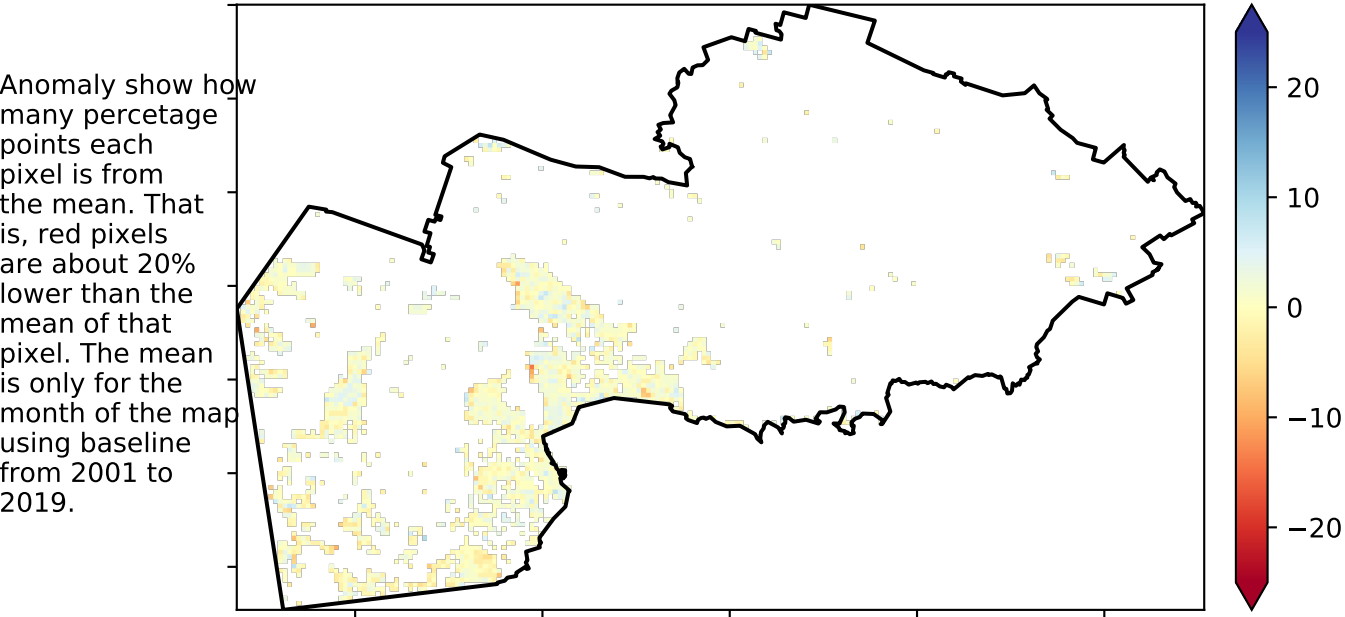 Anomaly show how
many percetage
points each
pixel is from
the mean. That
is, red pixels
are about 20%
lower than the
mean of that
pixel. The mean
is only for the
month of the map
using baseline
from 2001 to
2019.
20
10
0
−10
−20